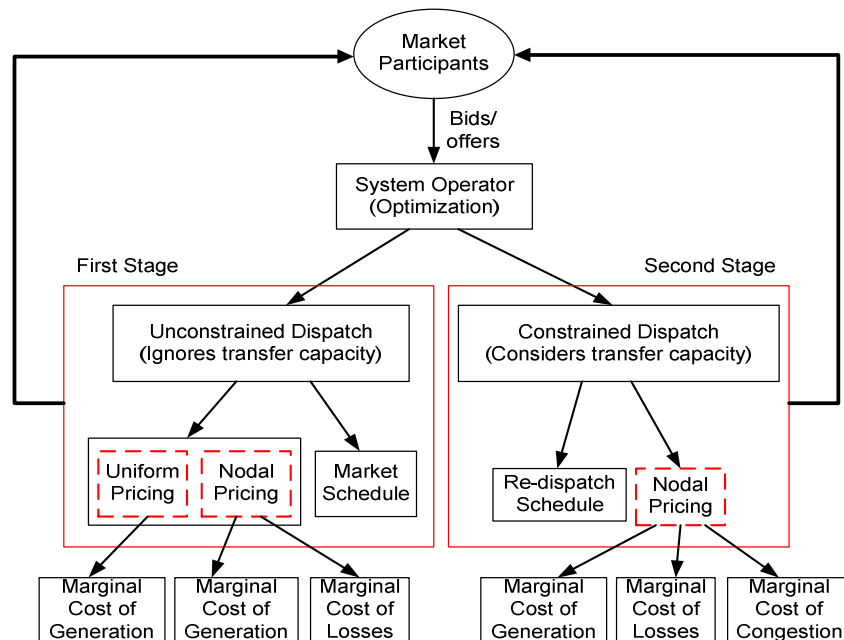 Market
Participants
Bids/
offers
System Operator
(Optimization)
First Stage
Second Stage
Unconstrained Dispatch
(Ignores transfer capacity)
Constrained Dispatch
(Considers transfer capacity)
Uniform
Pricing
Nodal
Pricing
Market
Schedule
Re-dispatch
Schedule
Nodal
Pricing
Marginal
Cost of
Generation
Marginal
Cost of
Generation
Marginal
Cost of
Losses
Marginal
Cost of
Generation
Marginal
Cost of
Losses
Marginal
Cost of
Congestion